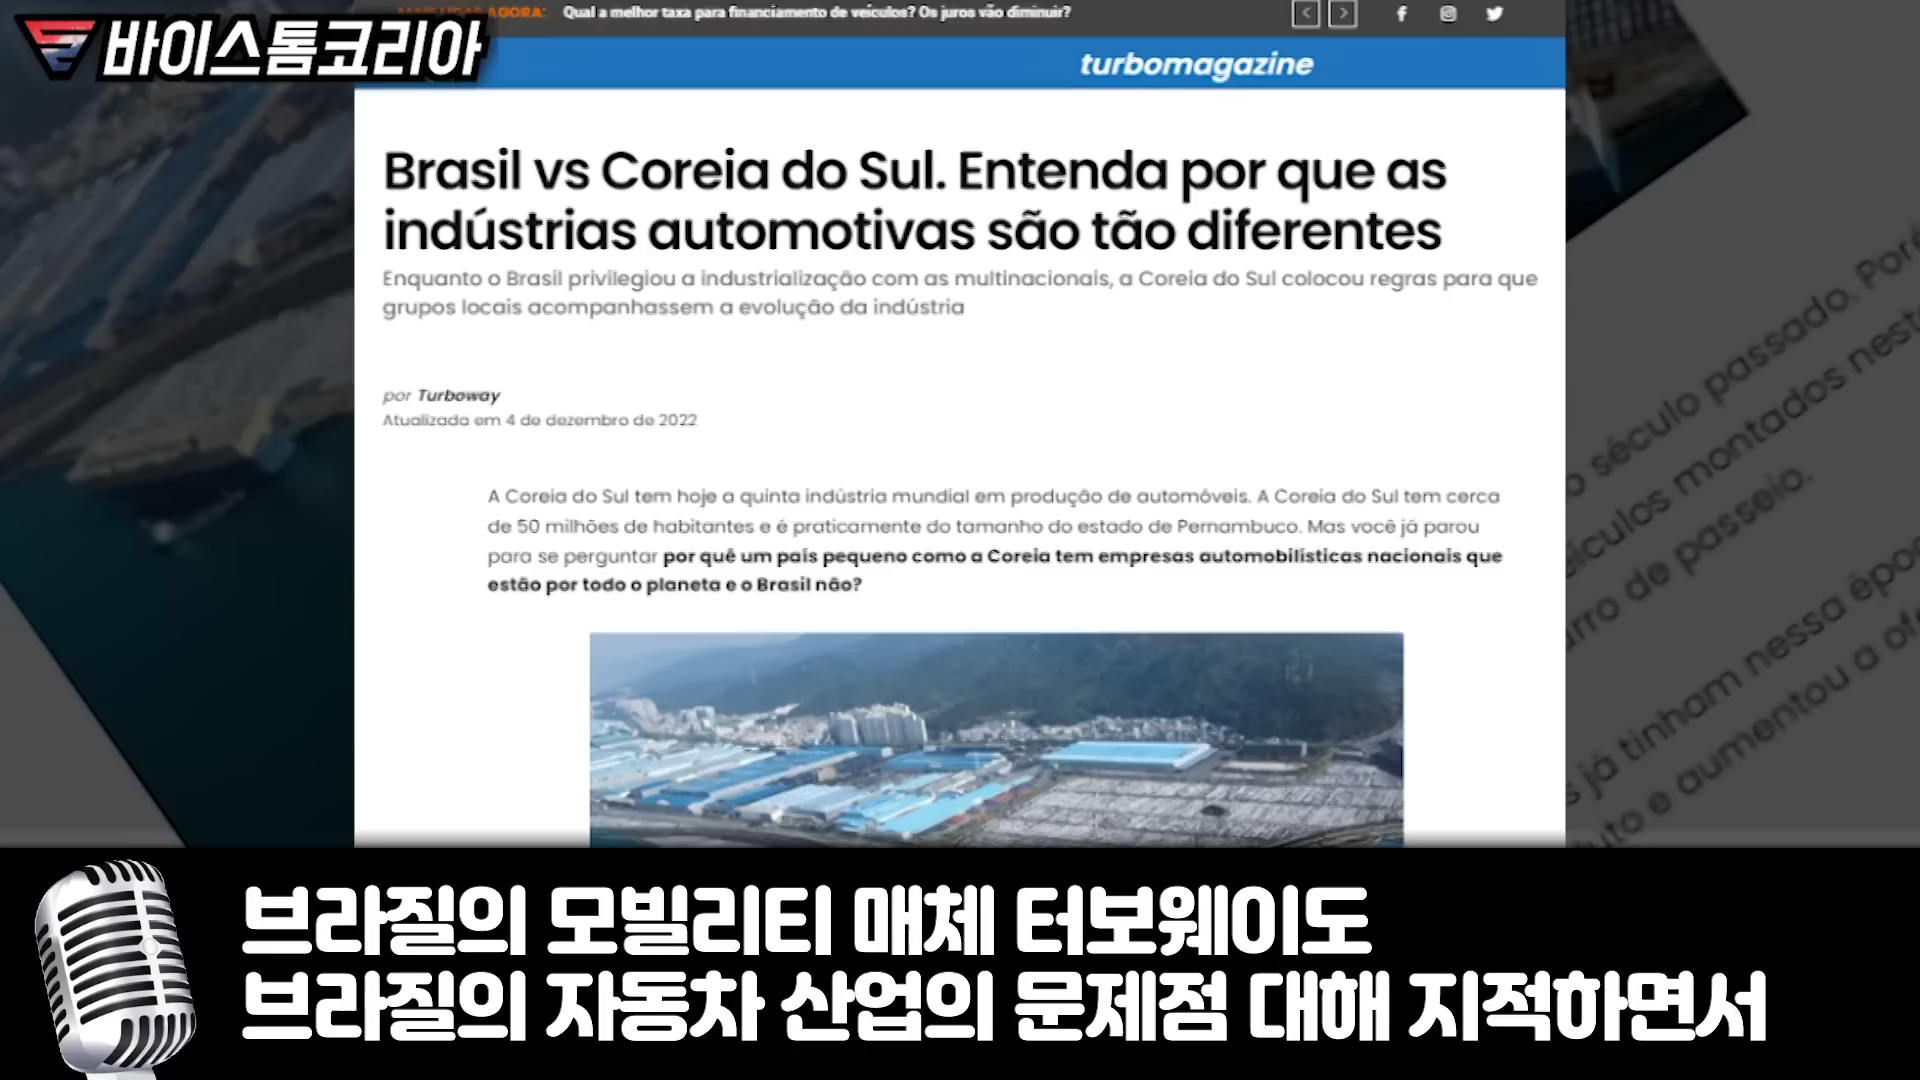 바이스톰코리아
AGORA: Qual a melhor taxa para financiamento de veículos? Os juros vão diminuir?
turbomagazine
Brasil vs Coreia do Sul. Entenda por que as
indústrias automotivas são tão diferentes
Enquanto o Brasil privilegiou a industrialização com as multinacionais, a Coreia do Sul colocou regras para que
grupos locais acompanhassem a evolução da indústria
por Turboway
Atualizada em 4 de dezembro de 2022
A Coreia do Sul tem hoje a quinta indústria mundial em produção de automóveis. A Coreia do Sul tem cerca
de 50 milhões de habitantes e é praticamente do tamanho do estado de Pernambuco. Mas você já parou
para se perguntar por quê um país pequeno como a Coreia tem empresas automobilísticas nacionais que
estão por todo o planeta e o Brasil não?
século passado.
veículos montados
de passeio.
já tinham nessa
e aumentou a
브라질의 모빌리티 매체 터보웨이도
브라질의 자동차 산업의 문제점 대해 지적하면서